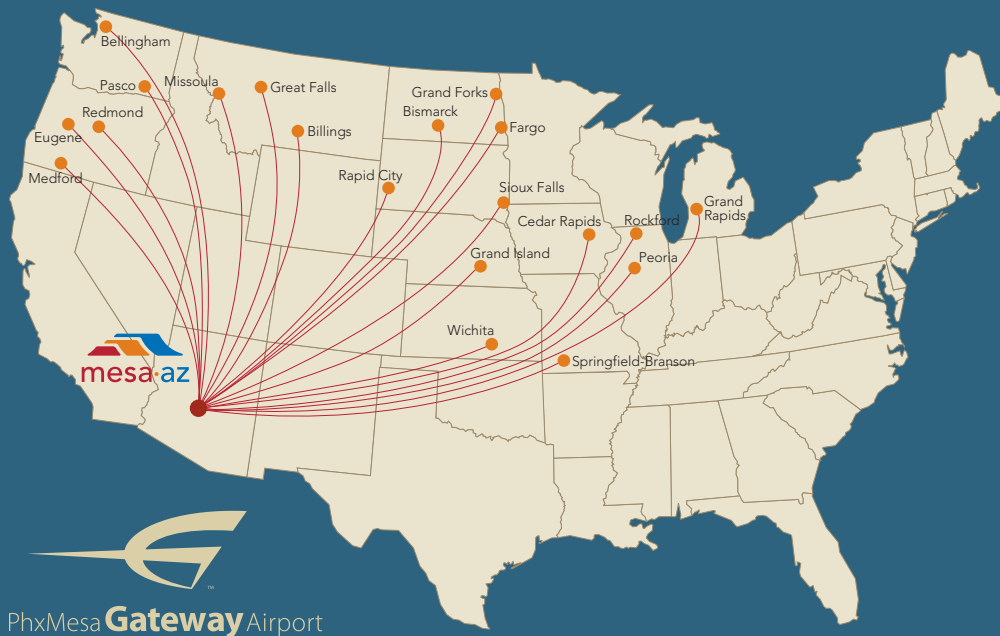 Bellingham
Pasco
Missoula
Great Falls
Grand Forks
Bismarck
Redmond
Eugene
Billings
Fargo
Medford
Rapid City
Sioux Falls
Grand
Rapids
Cedar Rapids
Rockford
Grand Island
Peoria
Wichita
Springfield-Branson
mesa·az
™
PhxMesa Gateway Airport